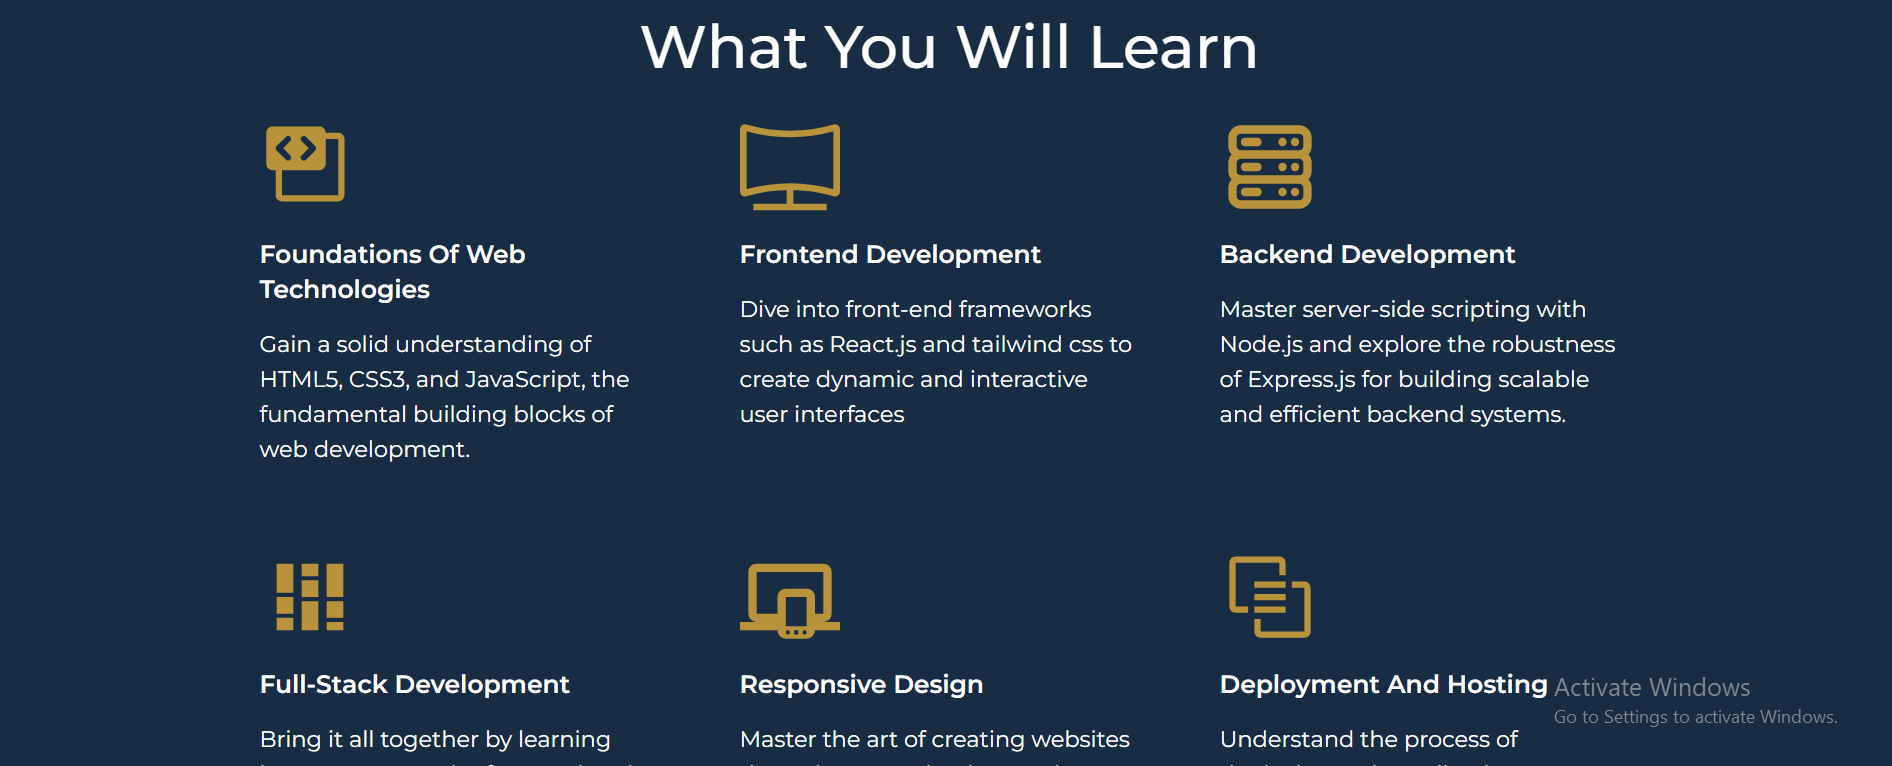 What You Will Learn
Foundations Of Web
Technologies
Gain a solid understanding of
HTML5, CSS3, and JavaScript, the
fundamental building blocks of
web development.
Frontend Development
Dive into front-end frameworks
such as React.js and tailwind css to
create dynamic and interactive
user interfaces
Backend Development
Master server-side scripting with
Node.js and explore the robustness
of Express.js for building scalable
and efficient backend systems.
Full-Stack Development
Bring it all together by learning
Responsive Design
Master the art of creating websites
Deployment And Hosting
Understand the process of
Activate Windows
Go to Settings to activate Windows.